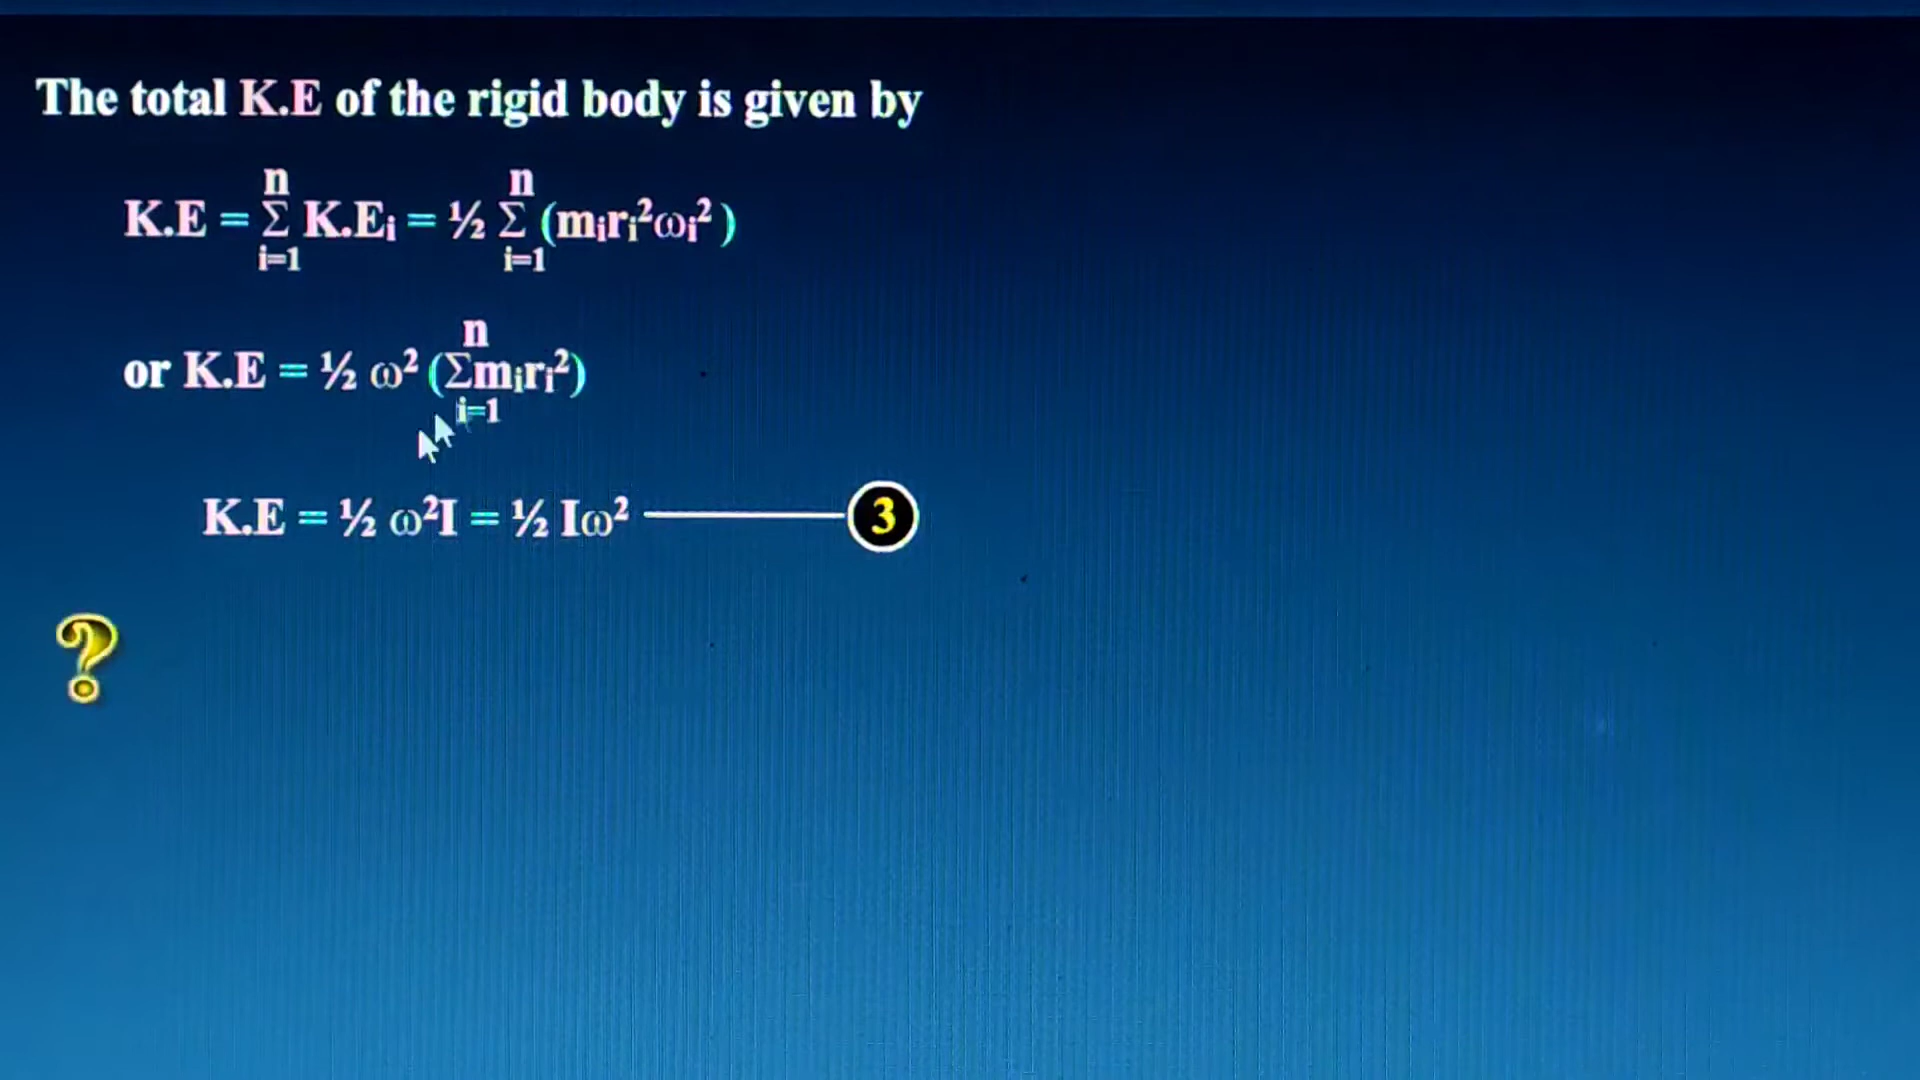 The total K.E of the rigid body is given by
n n
K.E = Σ K.Eᵢ = ½ Σ (mᵢrᵢ²ωᵢ²)
i=1 i=1
n
or K.E = ½ ω² (Σmᵢrᵢ²)
i=1
K.E = ½ ω²I = ½ Iω² 3
?